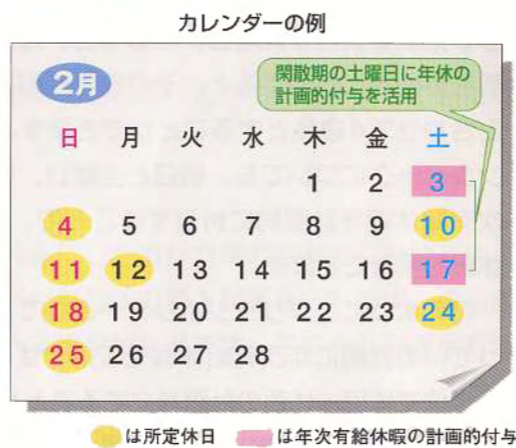 カレンダーの例
2月
閑散期の土曜日に年休の
計画的付与を活用
日 月 火 水 木 金 土
1 2 3
4 5 6 7 8 9 10
11 12 13 14 15 16 17
18 19 20 21 22 23 24
25 26 27 28
は所定休日 は年次有給休暇の計画的付与